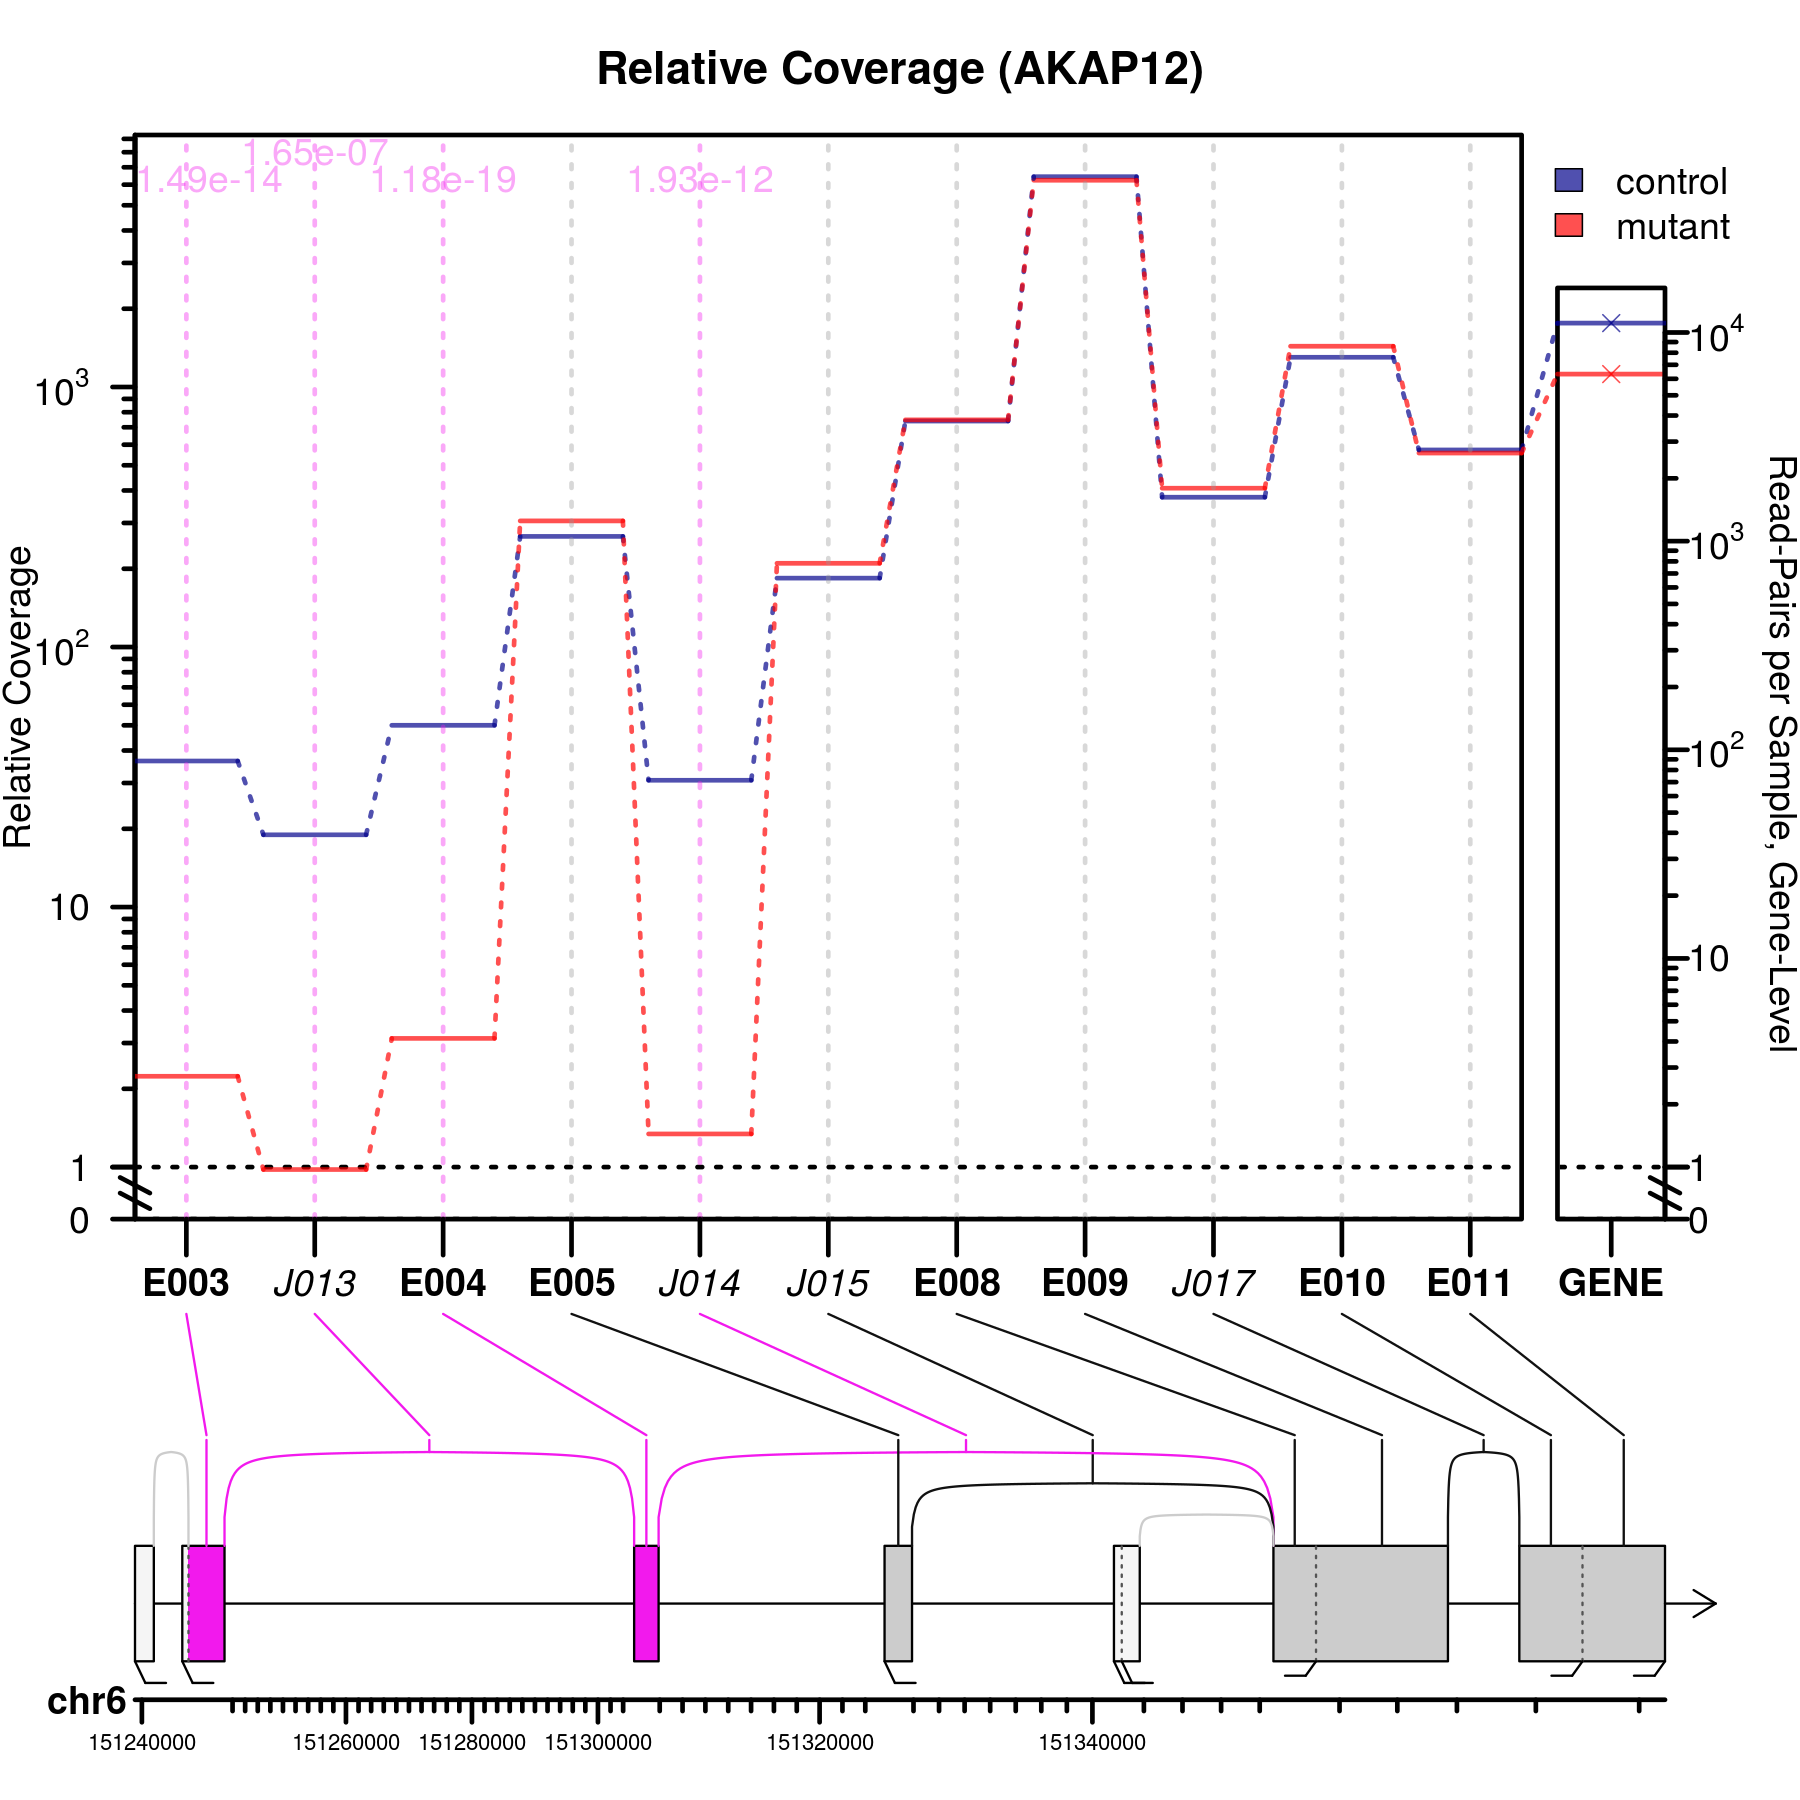 Relative Coverage (AKAP12)
1.65e-07
1.49e-14 1.18e-19 1.93e-12
control
mutant
Relative Coverage
10³
10²
10
1
0
10⁴
10³
10²
10
1
0
Read-Pairs per Sample, Gene-Level
E003 J013 E004 E005 J014 J015 E008 E009 J017 E010 E011 GENE
chr6
151240000 151260000 151280000 151300000 151320000 151340000